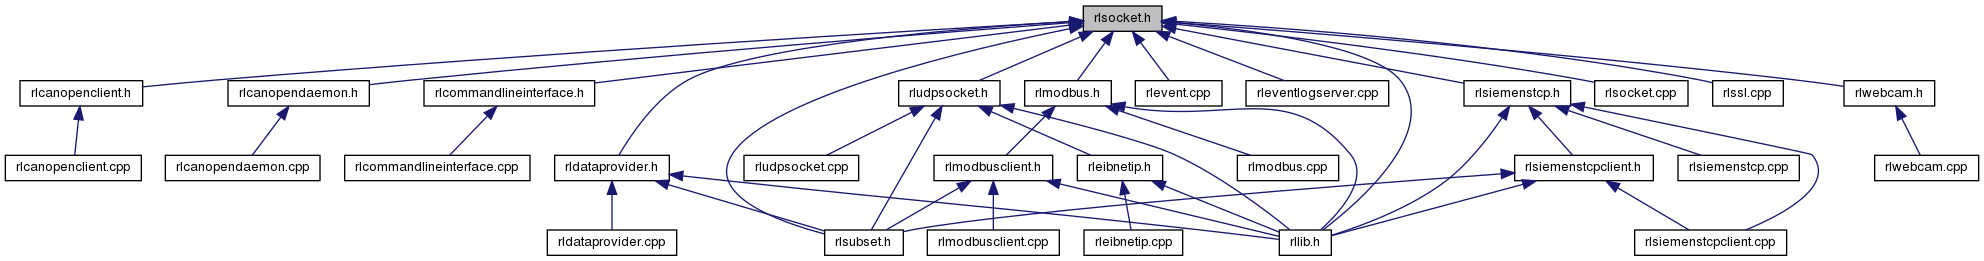 rlsocket.h
rlcanopenclient.h
rlcanopendaemon.h
rlcommandlineinterface.h
rludpsocket.h
rlmodbus.h
rlevent.cpp
rleventlogserver.cpp
rlsiemenstcp.h
rlsocket.cpp
rlssl.cpp
rlwebcam.h
rlcanopenclient.cpp
rlcanopendaemon.cpp
rlcommandlineinterface.cpp
rldataprovider.h
rludpsocket.cpp
rlmodbusclient.h
rleibnetip.h
rlmodbus.cpp
rlsiemenstcpclient.h
rlsiemenstcp.cpp
rlwebcam.cpp
rldataprovider.cpp
rlsubset.h
rlmodbusclient.cpp
rleibnetip.cpp
rllib.h
rlsiemenstcpclient.cpp